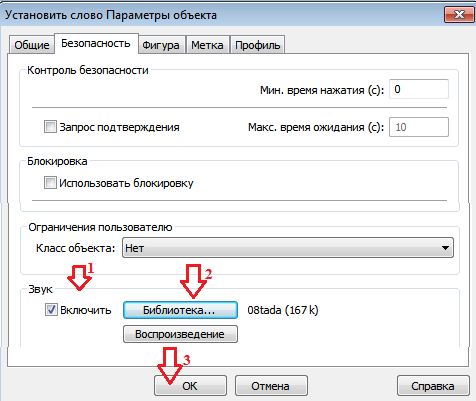 Установить слово Параметры объекта
Общие Безопасность Фигура Метка Профиль
Контроль безопасности
Мин. время нажатия (с): 0
Запрос подтверждения Макс. время ожидания (с): 10
Блокировка
Использовать блокировку
Ограничения пользователю
Класс объекта: Нет
1 2
Звук
Включить Библиотека... 08tada (167 k)
Воспроизведение
3
OK Отмена Справка